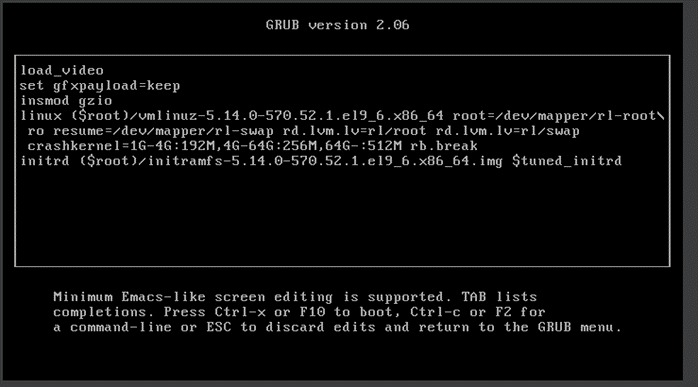 GRUB version 2.06
load_video
set gfxpayload=keep
insmod gzio
linux ($root)/vmlinuz-5.14.0-570.52.1.el9_6.x86_64 root=/dev/mapper/rl-root\
ro resume=/dev/mapper/rl-swap rd.lvm.lv=rl/root rd.lvm.lv=rl/swap
crashkernel=1G-4G:192M,4G-64G:256M,64G-:512M rb.break
initrd ($root)/initramfs-5.14.0-570.52.1.el9_6.x86_64.img $tuned_initrd
Minimum Emacs-like screen editing is supported. TAB lists
completions. Press Ctrl-x or F10 to boot, Ctrl-c or F2 for
a command-line or ESC to discard edits and return to the GRUB menu.